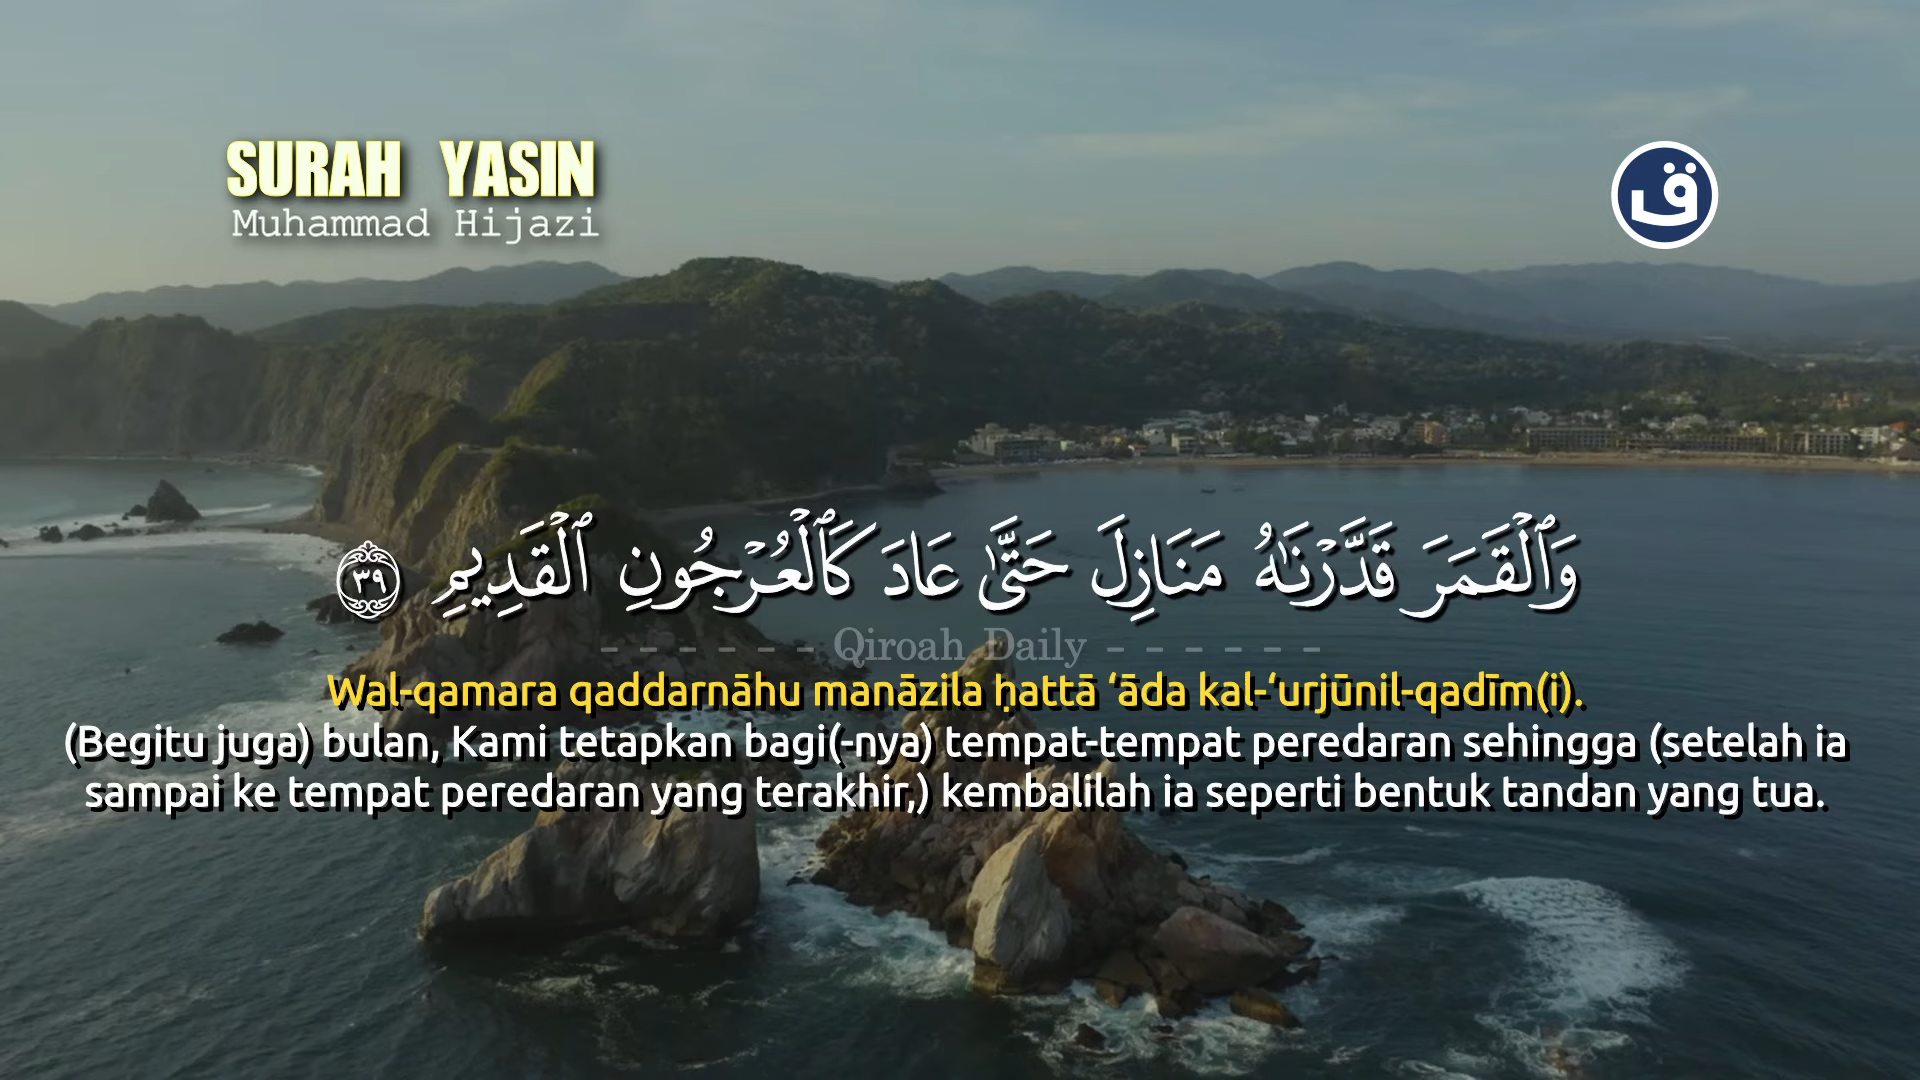 SURAH YASIN
Muhammad Hijazi
ق
وَٱلْقَمَرَ قَدَّرْنَـٰهُ مَنَازِلَ حَتَّىٰ عَادَ كَٱلْعُرْجُونِ ٱلْقَدِيمِ ٣٩
- - - - - - Qiroah Daily - - - - - -
Wal-qamara qaddarnāhu manāzila ḥattā ‘āda kal-‘urjūnil-qadīm(i).
(Begitu juga) bulan, Kami tetapkan bagi(-nya) tempat-tempat peredaran sehingga (setelah ia
sampai ke tempat peredaran yang terakhir,) kembalilah ia seperti bentuk tandan yang tua.